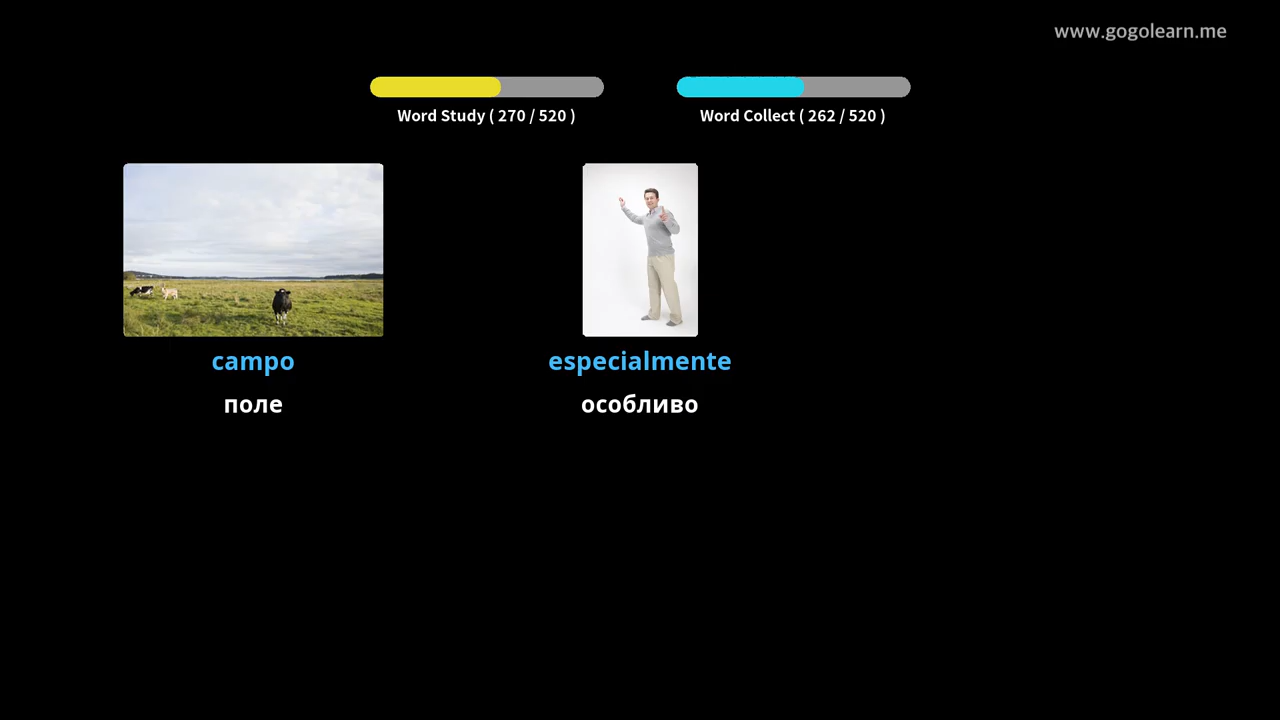 www.gogolearn.me
Word Study ( 270 / 520 )
Word Collect ( 262 / 520 )
campo
especialmente
поле
особливо